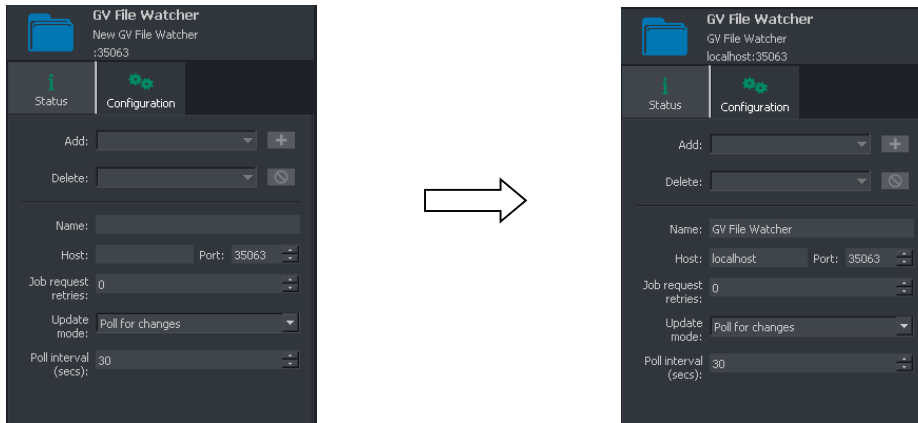 GV File Watcher
New GV File Watcher
:35063
Status
Configuration
Add:
Delete:
Name:
Host: Port: 35063
Job request retries: 0
Update mode: Poll for changes
Poll interval (secs): 30
GV File Watcher
GV File Watcher
localhost:35063
Status
Configuration
Add:
Delete:
Name: GV File Watcher
Host: localhost Port: 35063
Job request retries: 0
Update mode: Poll for changes
Poll interval (secs): 30